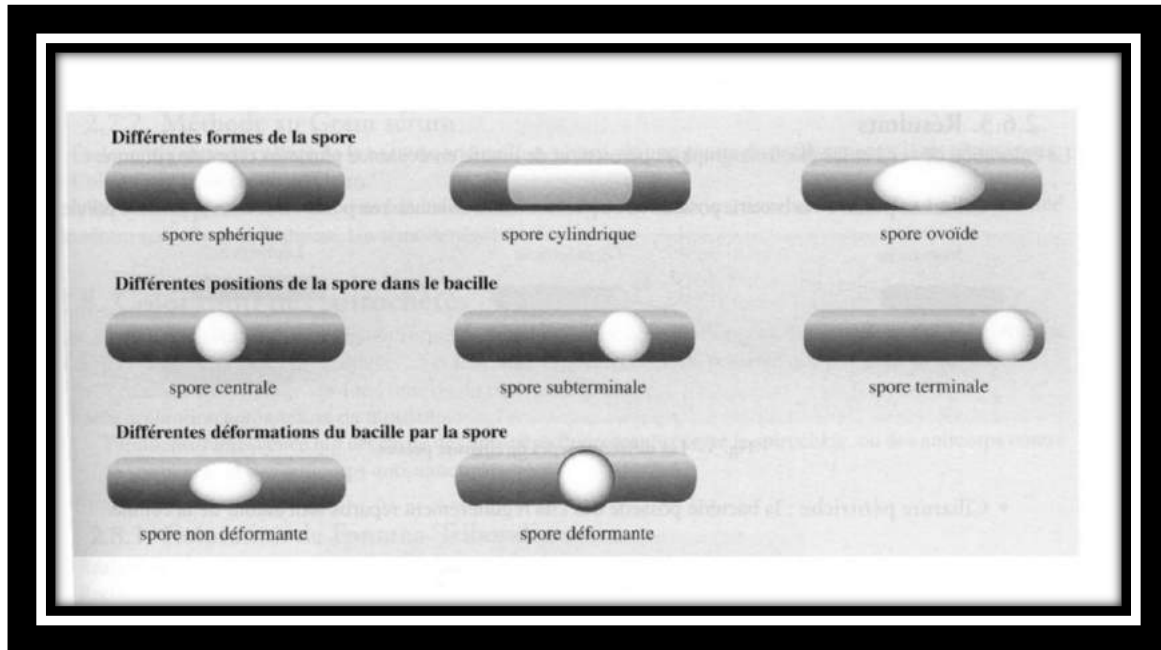 Différentes formes de la spore
spore sphérique spore cylindrique spore ovoïde
Différentes positions de la spore dans le bacille
spore centrale spore subterminale spore terminale
Différentes déformations du bacille par la spore
spore non déformante spore déformante